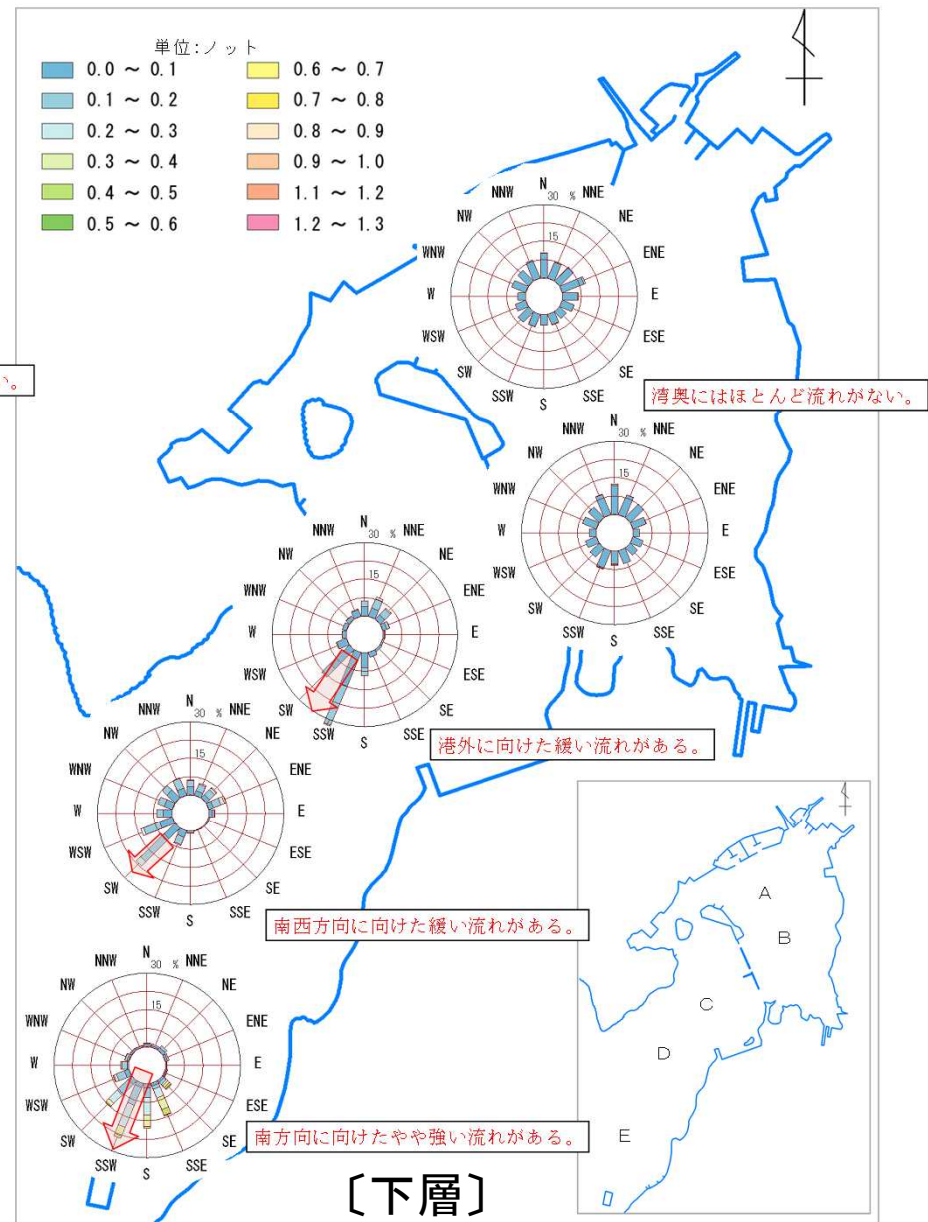 単位:ノット
0.0 ~ 0.1
0.1 ~ 0.2
0.2 ~ 0.3
0.3 ~ 0.4
0.4 ~ 0.5
0.5 ~ 0.6
0.6 ~ 0.7
0.7 ~ 0.8
0.8 ~ 0.9
0.9 ~ 1.0
1.1 ~ 1.2
1.2 ~ 1.3
N
30 %
15
NNE
NE
ENE
E
ESE
SE
SSE
S
SSW
SW
WSW
W
WNW
NW
NNW
い。
湾奥にはほとんど流れがない。
N
30 %
15
NNE
NE
ENE
E
ESE
SE
SSE
S
SSW
SW
WSW
W
WNW
NW
NNW
N
30 %
15
NNE
NE
ENE
E
ESE
SE
SSE
S
SSW
SW
WSW
W
WNW
NW
NNW
港外に向けた緩い流れがある。
N
30 %
15
NNE
NE
ENE
E
ESE
SE
SSE
S
SSW
SW
WSW
W
WNW
NW
NNW
南西方向に向けた緩い流れがある。
N
30 %
15
NNE
NE
ENE
E
ESE
SE
SSE
S
SSW
SW
WSW
W
WNW
NW
NNW
南方向に向けたやや強い流れがある。
A
B
C
D
E
〔下層〕